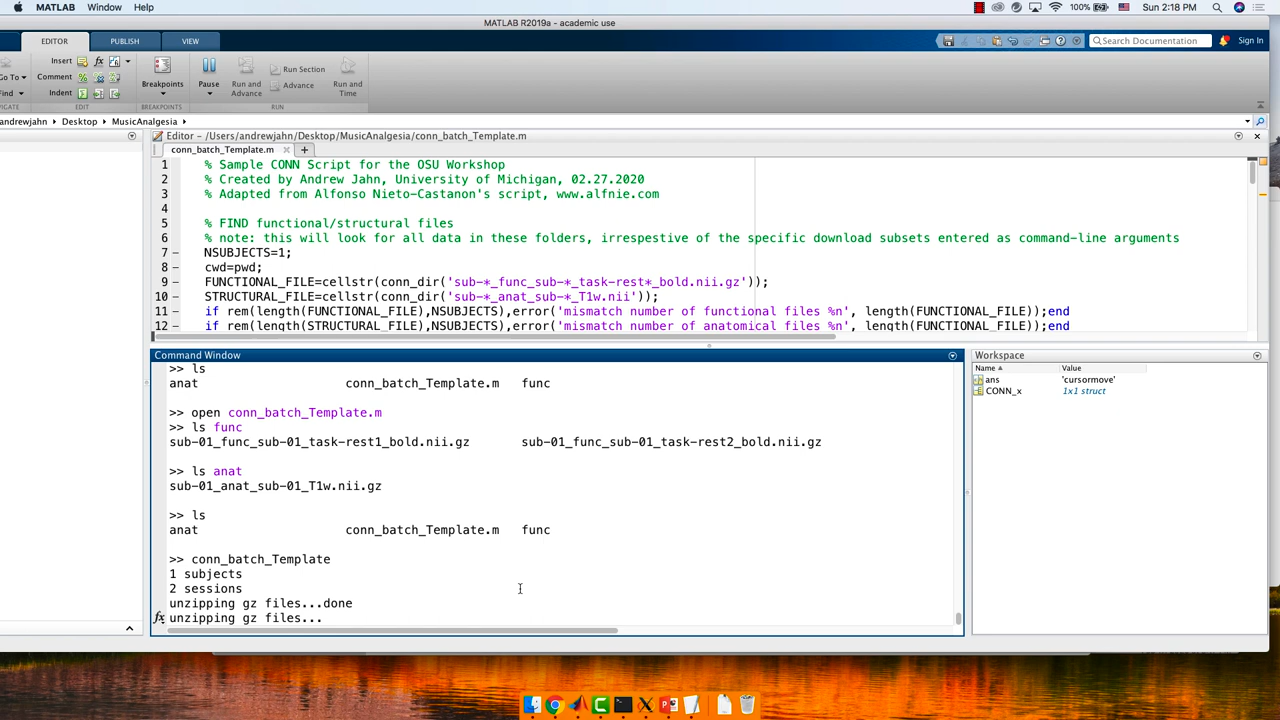 MATLAB Window Help 100% Sun 2:18 PM
MATLAB R2019a - academic use
EDITOR PUBLISH VIEW Search Documentation Sign In
Insert fx
Go To Comment Breakpoints Pause Run and Advance Run Section Advance Run and Time
Find Indent
VIGATE EDIT BREAKPOINTS RUN
andrewjahn Desktop MusicAnalgesia
Editor - /Users/andrewjahn/Desktop/MusicAnalgesia/conn_batch_Template.m
conn_batch_Template.m
1 % Sample CONN Script for the OSU Workshop
2 % Created by Andrew Jahn, University of Michigan, 02.27.2020
3 % Adapted from Alfonso Nieto-Castanon's script, www.alfnie.com
4
5 % FIND functional/structural files
6 % note: this will look for all data in these folders, irrespestive of the specific download subsets entered as command-line arguments
7 NSUBJECTS=1;
8 cwd=pwd;
9 FUNCTIONAL_FILE=cellstr(conn_dir('sub-*_func_sub-*_task-rest*_bold.nii.gz'));
10 STRUCTURAL_FILE=cellstr(conn_dir('sub-*_anat_sub-*_T1w.nii'));
11 if rem(length(FUNCTIONAL_FILE),NSUBJECTS),error('mismatch number of functional files %n', length(FUNCTIONAL_FILE));end
12 if rem(length(STRUCTURAL_FILE),NSUBJECTS),error('mismatch number of anatomical files %n', length(FUNCTIONAL_FILE));end
Command Window
>> ls
anat conn_batch_Template.m func
>> open conn_batch_Template.m
>> ls func
sub-01_func_sub-01_task-rest1_bold.nii.gz sub-01_func_sub-01_task-rest2_bold.nii.gz
>> ls anat
sub-01_anat_sub-01_T1w.nii.gz
>> ls
anat conn_batch_Template.m func
>> conn_batch_Template
1 subjects
2 sessions
unzipping gz files...done
fx unzipping gz files...
Workspace
Name Value
ans 'cursormove'
CONN_x 1x1 struct